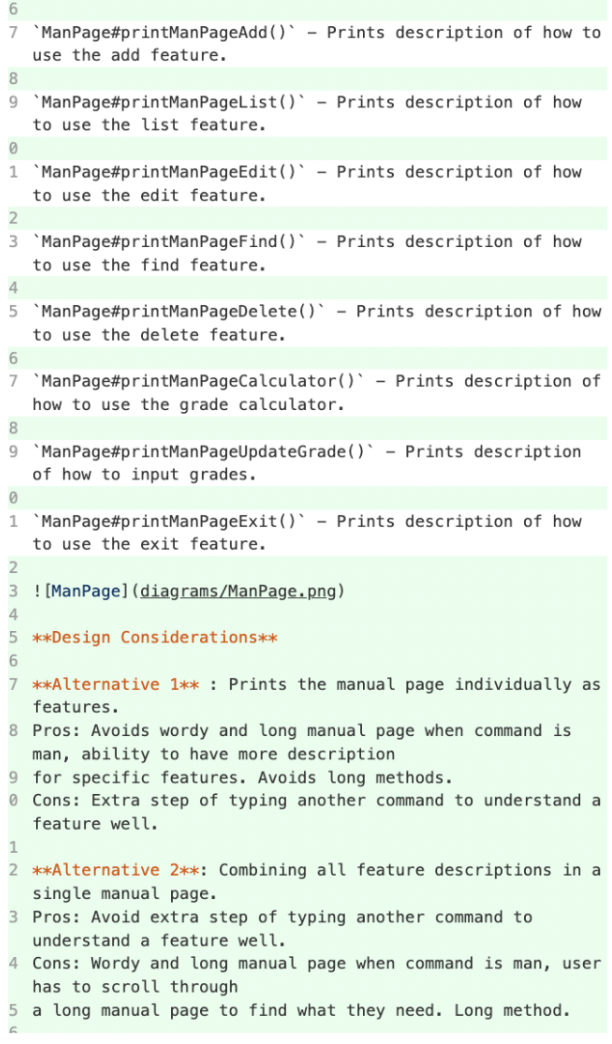 6
7 `ManPage#printManPageAdd()` – Prints description of how to
use the add feature.
8
9 `ManPage#printManPageList()` – Prints description of how
to use the list feature.
0
1 `ManPage#printManPageEdit()` – Prints description of how
to use the edit feature.
2
3 `ManPage#printManPageFind()` – Prints description of how
to use the find feature.
4
5 `ManPage#printManPageDelete()` – Prints description of how
to use the delete feature.
6
7 `ManPage#printManPageCalculator()` – Prints description of
how to use the grade calculator.
8
9 `ManPage#printManPageUpdateGrade()` – Prints description
of how to input grades.
0
1 `ManPage#printManPageExit()` – Prints description of how
to use the exit feature.
2
3 ![ManPage](diagrams/ManPage.png)
4
5 **Design Considerations**
6
7 **Alternative 1** : Prints the manual page individually as
features.
8 Pros: Avoids wordy and long manual page when command is
man, ability to have more description
9 for specific features. Avoids long methods.
0 Cons: Extra step of typing another command to understand a
feature well.
1
2 **Alternative 2**: Combining all feature descriptions in a
single manual page.
3 Pros: Avoid extra step of typing another command to
understand a feature well.
4 Cons: Wordy and long manual page when command is man, user
has to scroll through
5 a long manual page to find what they need. Long method.
6